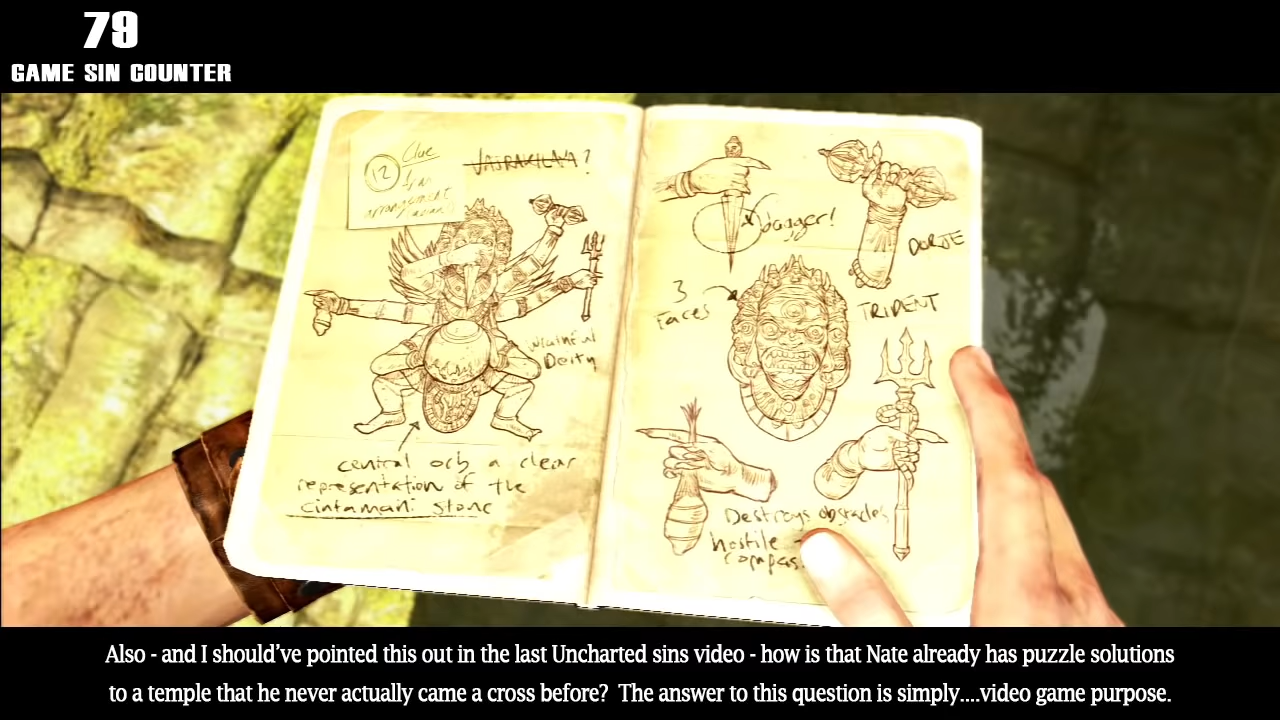 79
GAME SIN COUNTER
12
Clue
arrangement
VAJRAKILAYA?
Wrathful
Deity
central orb a clear
representation of the
cintamani stone
dagger!
DORJE
3
Faces
TRIDENT
Destroys obstacles
hostile
Also - and I should've pointed this out in the last Uncharted sins video - how is that Nate already has puzzle solutions
to a temple that he never actually came a cross before? The answer to this question is simply....video game purpose.